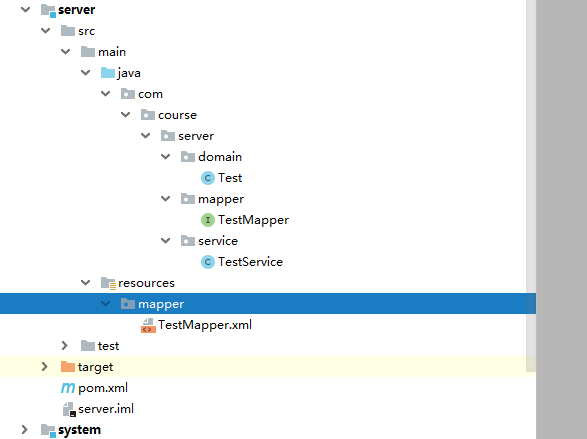 server
src
main
java
com
course
server
domain
Test
mapper
TestMapper
service
TestService
resources
mapper
TestMapper.xml
test
target
pom.xml
server.iml
system